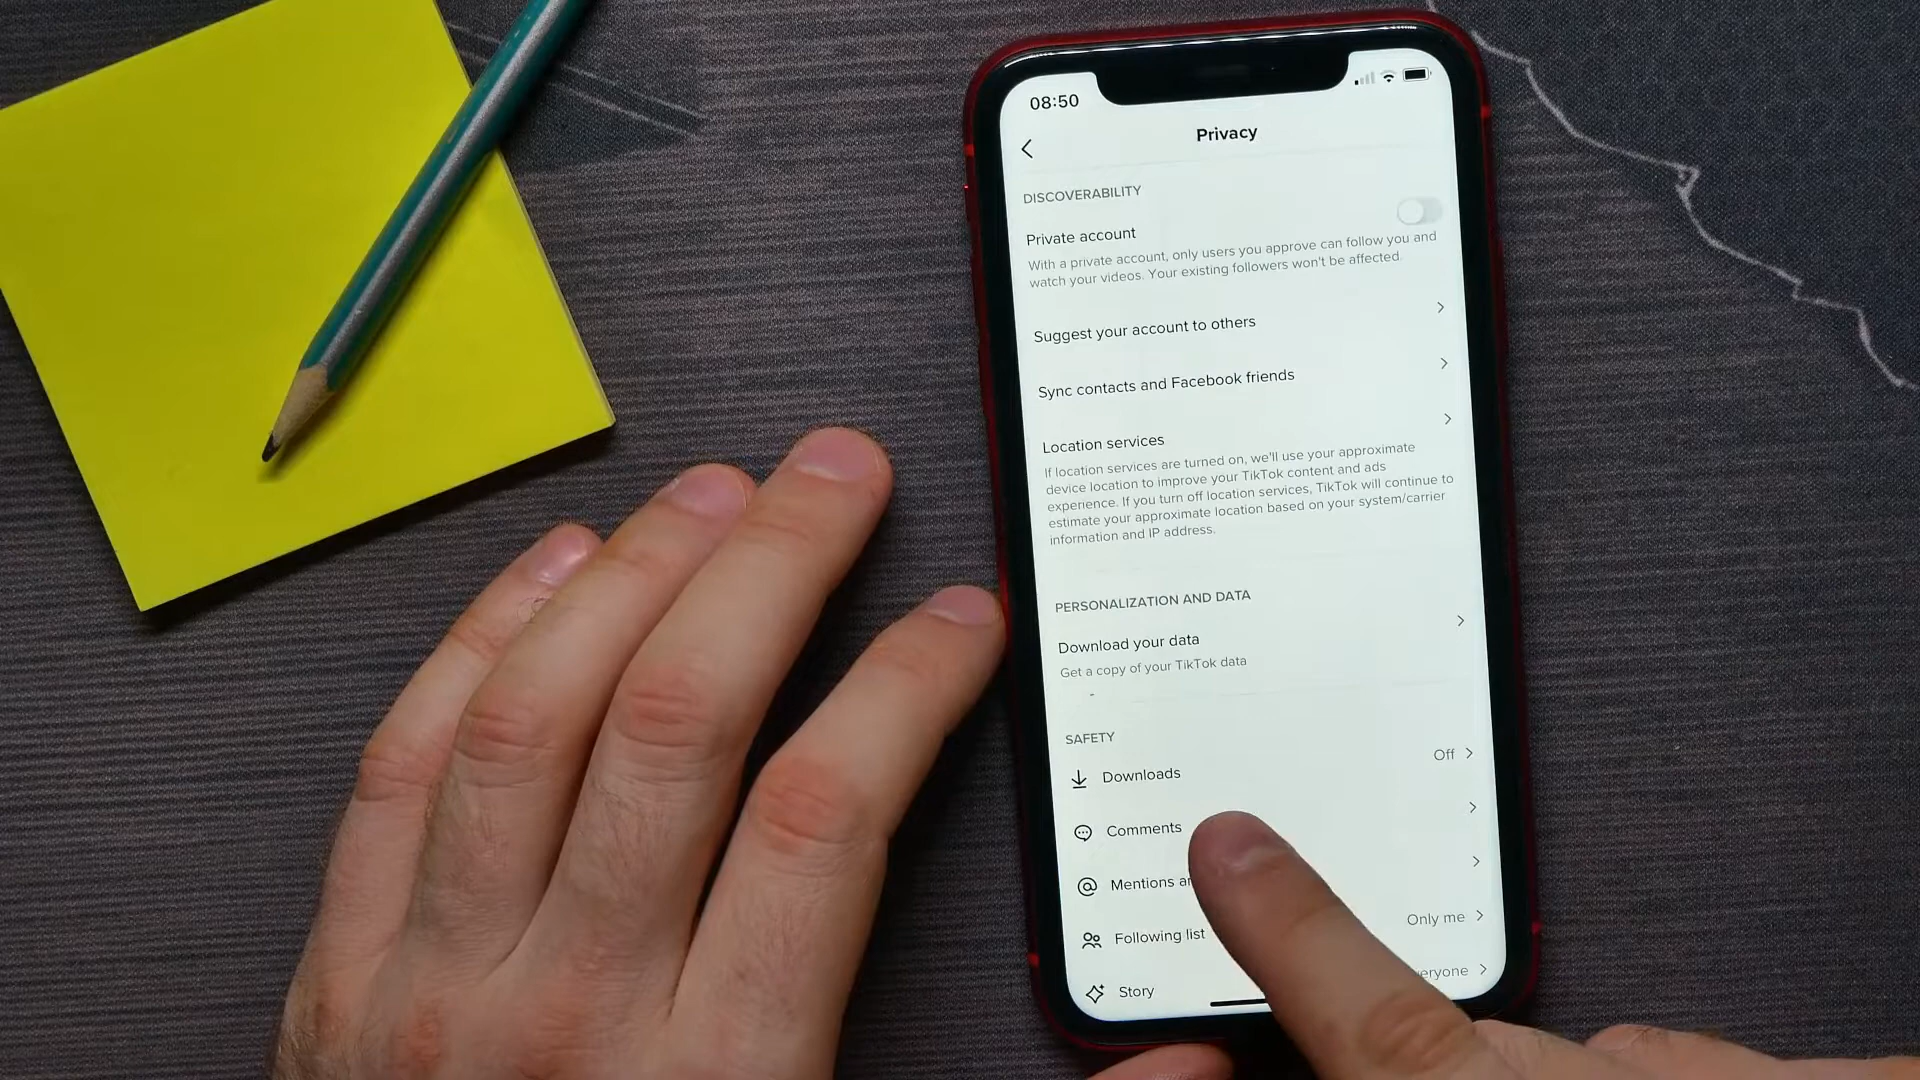 08:50
Privacy
DISCOVERABILITY
Private account
With a private account, only users you approve can follow you and
watch your videos. Your existing followers won't be affected.
Suggest your account to others
Sync contacts and Facebook friends
Location services
If location services are turned on, we'll use your approximate
device location to improve your TikTok content and ads
experience. If you turn off location services, TikTok will continue to
estimate your approximate location based on your system/carrier
information and IP address.
PERSONALIZATION AND DATA
Download your data
Get a copy of your TikTok data
SAFETY
Downloads Off
Comments
Mentions
Following list Only me
Story